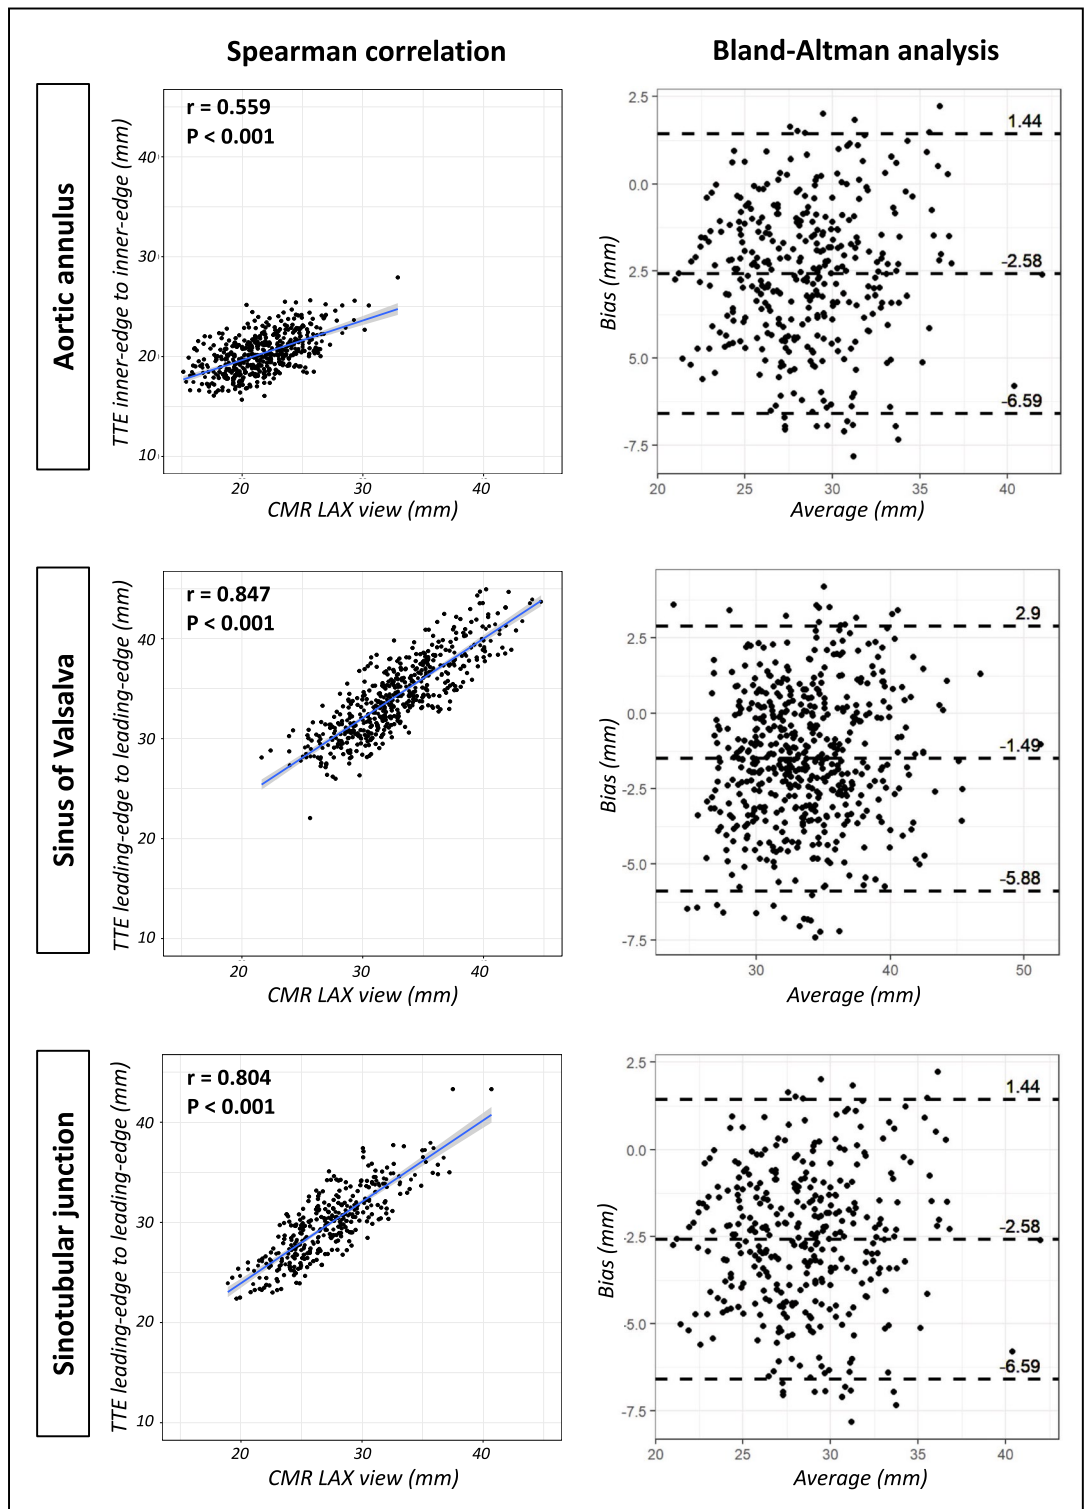 Spearman correlation
Bland-Altman analysis
Aortic annulus
TTE inner-edge to inner-edge (mm)
r = 0.559
P < 0.001
40
30
20
10
20 30 40
CMR LAX view (mm)
Bias (mm)
2.5
0.0
2.5
5.0
-7.5
1.44
-2.58
-6.59
20 25 30 35 40
Average (mm)
Sinus of Valsalva
TTE leading-edge to leading-edge (mm)
r = 0.847
P < 0.001
40
30
20
10
20 30 40
CMR LAX view (mm)
Bias (mm)
2.5
0.0
-2.5
-5.0
-7.5
2.9
-1.49
-5.88
30 40 50
Average (mm)
Sinotubular junction
TTE leading-edge to leading-edge (mm)
r = 0.804
P < 0.001
40
30
20
10
20 30 40
CMR LAX view (mm)
Bias (mm)
2.5
0.0
-2.5
-5.0
-7.5
1.44
-2.58
-6.59
20 25 30 35 40
Average (mm)